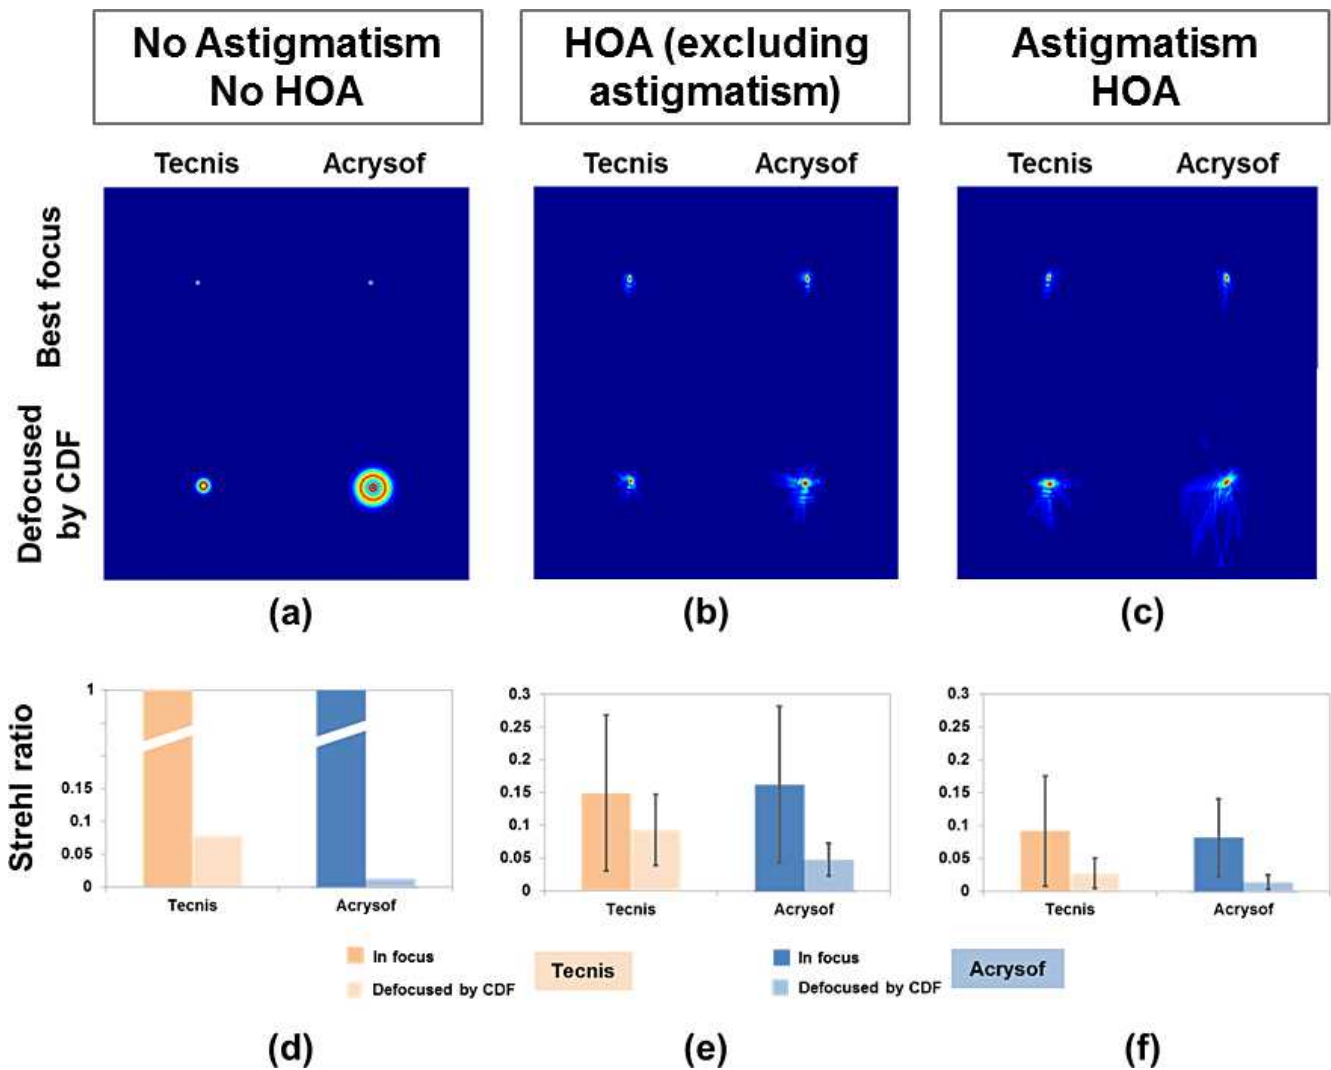 No Astigmatism
No HOA
HOA (excluding
astigmatism)
Astigmatism
HOA
Tecnis
Acrysof
Tecnis
Acrysof
Tecnis
Acrysof
Best focus
Defocused
by CDF
(a)
(b)
(c)
Strehl ratio
1
0.15
0.1
0.05
0
Tecnis
Acrysof
0.3
0.25
0.2
0.15
0.1
0.05
0
Tecnis
Acrysof
0.3
0.25
0.2
0.15
0.1
0.05
0
Tecnis
Acrysof
In focus
Defocused by CDF
Tecnis
In focus
Defocused by CDF
Acrysof
(d)
(e)
(f)